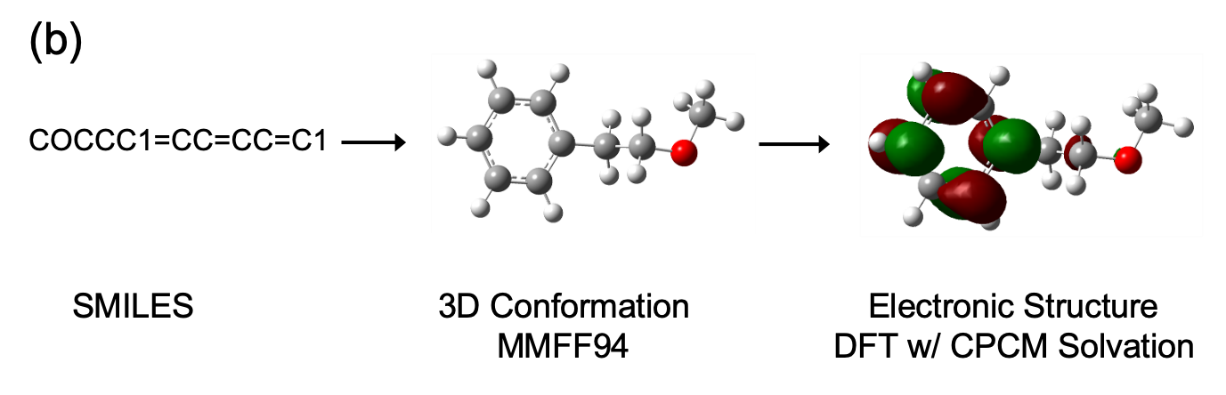 (b)
COCCC1=CC=CC=C1
SMILES
3D Conformation
MMFF94
Electronic Structure
DFT w/ CPCM Solvation